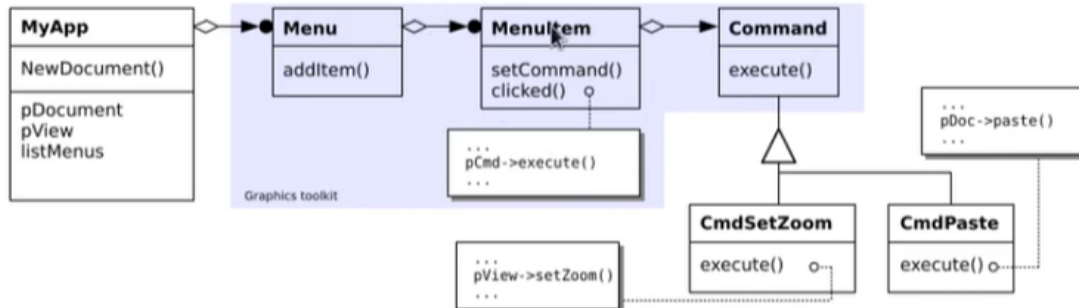 MyApp
NewDocument()
pDocument
pView
listMenus
Menu
addItem()
MenuItem
setCommand()
clicked()
Command
execute()
...
pCmd->execute()
...
Graphics toolkit
...
pDoc->paste()
...
CmdSetZoom
execute()
CmdPaste
execute()
...
pView->setZoom()
...